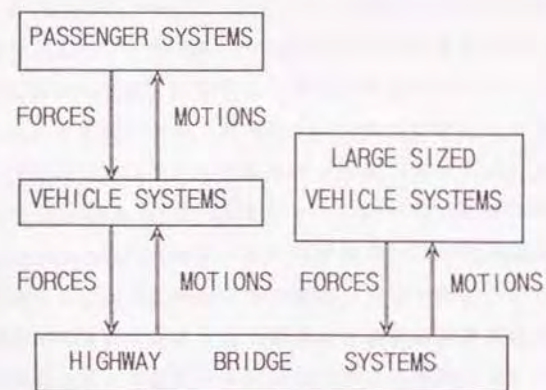 PASSENGER SYSTEMS
FORCES MOTIONS
LARGE SIZED
VEHICLE SYSTEMS
VEHICLE SYSTEMS
FORCES MOTIONS FORCES MOTIONS
HIGHWAY BRIDGE SYSTEMS